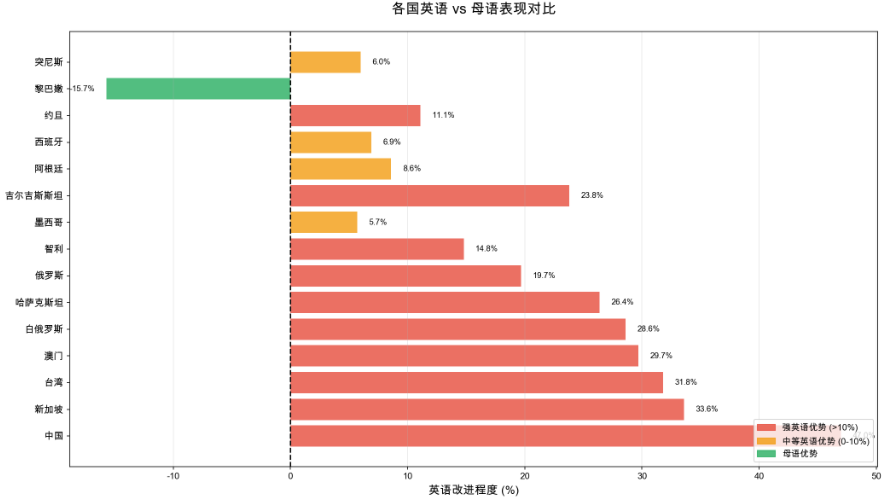 各国英语 vs 母语表现对比
突尼斯
6.0%
黎巴嫩
-15.7%
约旦
11.1%
西班牙
6.9%
阿根廷
8.6%
吉尔吉斯斯坦
23.8%
墨西哥
5.7%
智利
14.8%
俄罗斯
19.7%
哈萨克斯坦
26.4%
白俄罗斯
28.6%
澳门
29.7%
台湾
31.8%
新加坡
33.6%
中国
强英语优势 (>10%)
中等英语优势 (0-10%)
母语优势
-10
0
10
20
30
40
50
英语改进程度 (%)